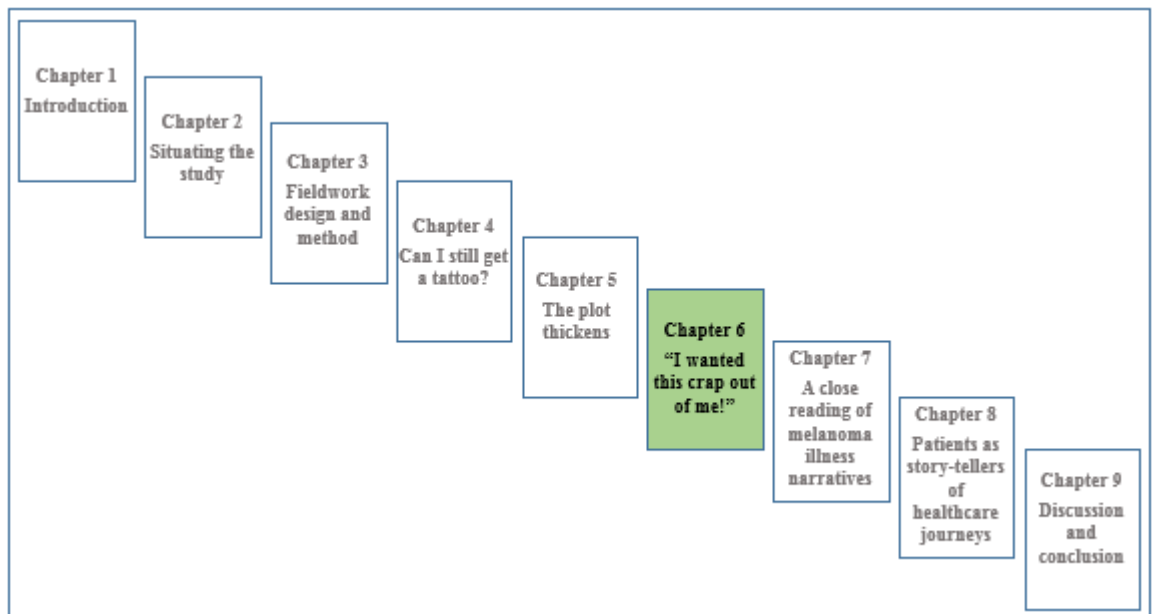 Chapter 1
Introduction
Chapter 2
Situating the
study
Chapter 3
Fieldwork
design and
method
Chapter 4
Can I still get
a tattoo?
Chapter 5
The plot
thickens
Chapter 6
“I wanted
this crap out
of me!”
Chapter 7
A close
reading of
melanoma
illness
narratives
Chapter 8
Patients as
story-tellers
of
healthcare
journeys
Chapter 9
Discussion
and
conclusion